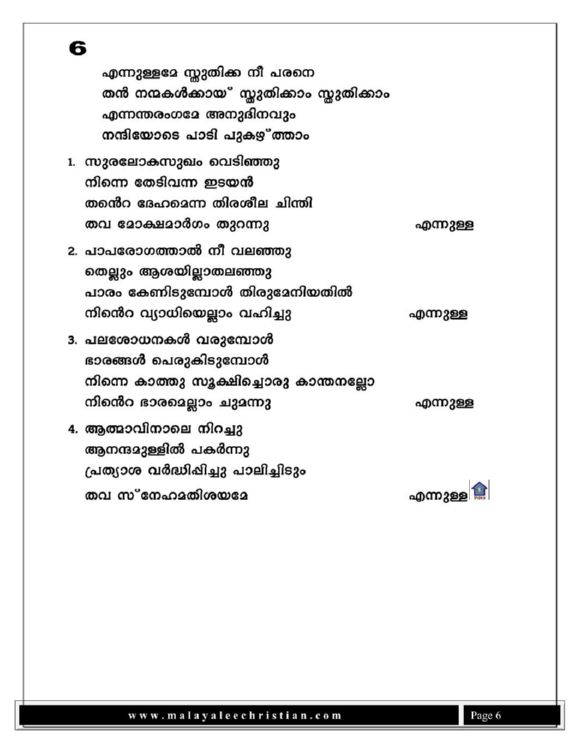 6
എന്നുള്ളമേ സ്തുതിക്ക നീ പരനെ
തൻ നന്മകൾക്കായ് സ്തുതിക്കാം സ്തുതിക്കാം
എന്നന്തരംഗമേ അനുദിനവും
നന്ദിയോടെ പാടി പുകഴ്ത്താം
1. സുരലോകസുഖം വെടിഞ്ഞു
നിന്നെ തേടിവന്ന ഇടയൻ
തൻെറ ദേഹമെന്ന തിരശീല ചിന്തി
തവ മോക്ഷമാർഗം തുറന്നു എന്നുള്ള
2. പാപരോഗത്താൽ നീ വലഞ്ഞു
തെല്ലും ആശയില്ലാതലഞ്ഞു
പാരം കേണിടുമ്പോൾ തിരുമേനിയതിൽ
നിൻെറ വ്യാധിയെല്ലാം വഹിച്ചു എന്നുള്ള
3. പലശോധനകൾ വരുമ്പോൾ
ഭാരങ്ങൾ പെരുകിടുമ്പോൾ
നിന്നെ കാത്തു സൂക്ഷിച്ചൊരു കാന്തനല്ലോ
നിൻെറ ഭാരമെല്ലാം ചുമന്നു എന്നുള്ള
4. ആത്മാവിനാലെ നിറച്ചു
ആനന്ദമുള്ളിൽ പകർന്നു
പ്രത്യാശ വർദ്ധിപ്പിച്ചു പാലിച്ചിടും
തവ സ്നേഹമതിശയമേ എന്നുള്ള
www.malayaleechristian.com Page 6